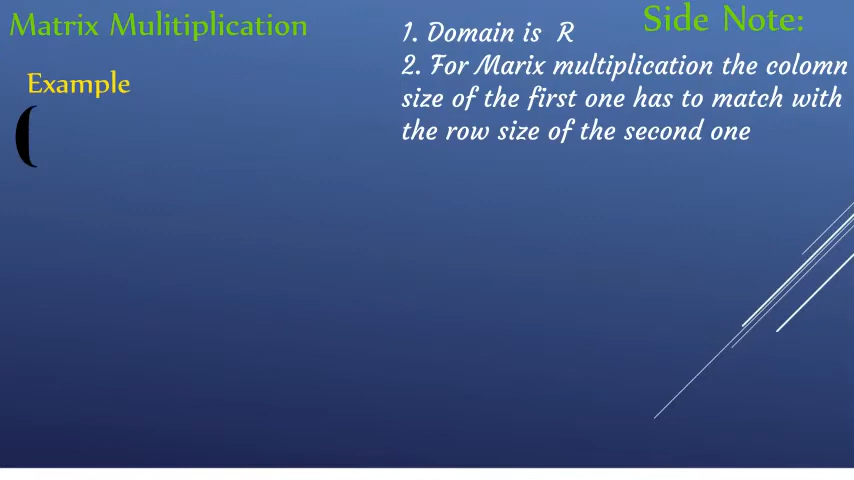 Matrix Mulitiplication
Example
(
Side Note:
1. Domain is R
2. For Marix multiplication the colomn
size of the first one has to match with
the row size of the second one